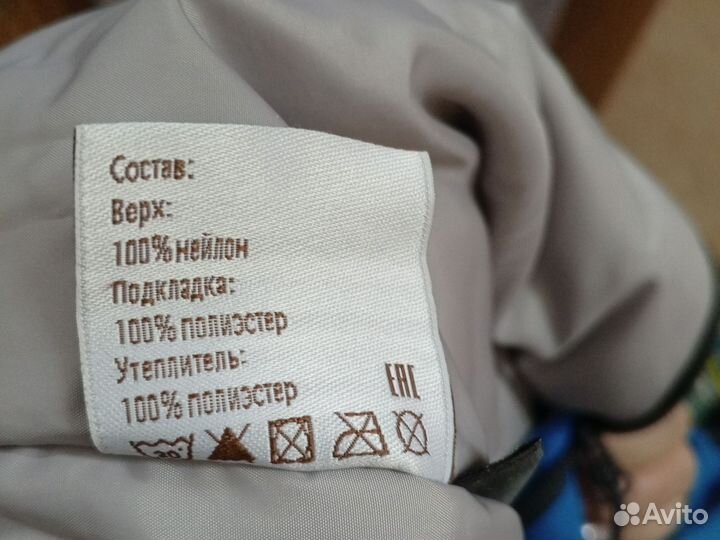 Состав:
Верх:
100% нейлон
Подкладка:
100% полиэстер
Утеплитель:
100% полиэстер
EAC
30°
Avito